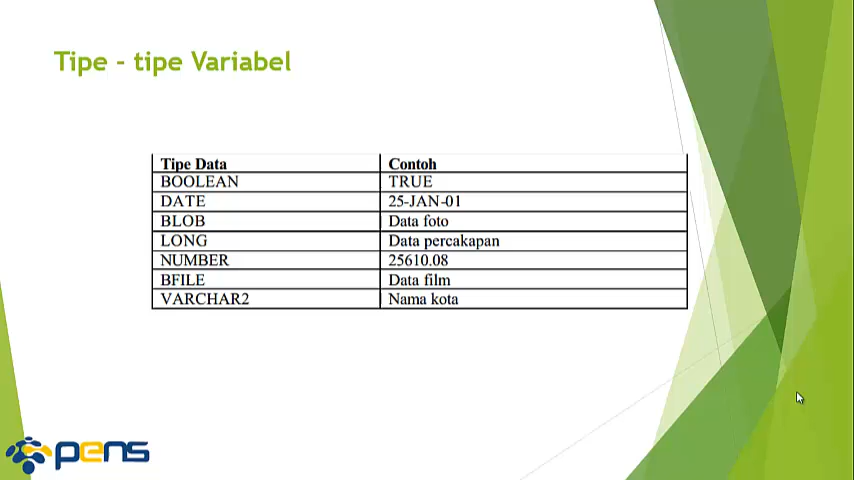 Tipe - tipe Variabel
Tipe Data Contoh
BOOLEAN TRUE
DATE 25-JAN-01
BLOB Data foto
LONG Data percakapan
NUMBER 25610.08
BFILE Data film
VARCHAR2 Nama kota
pens